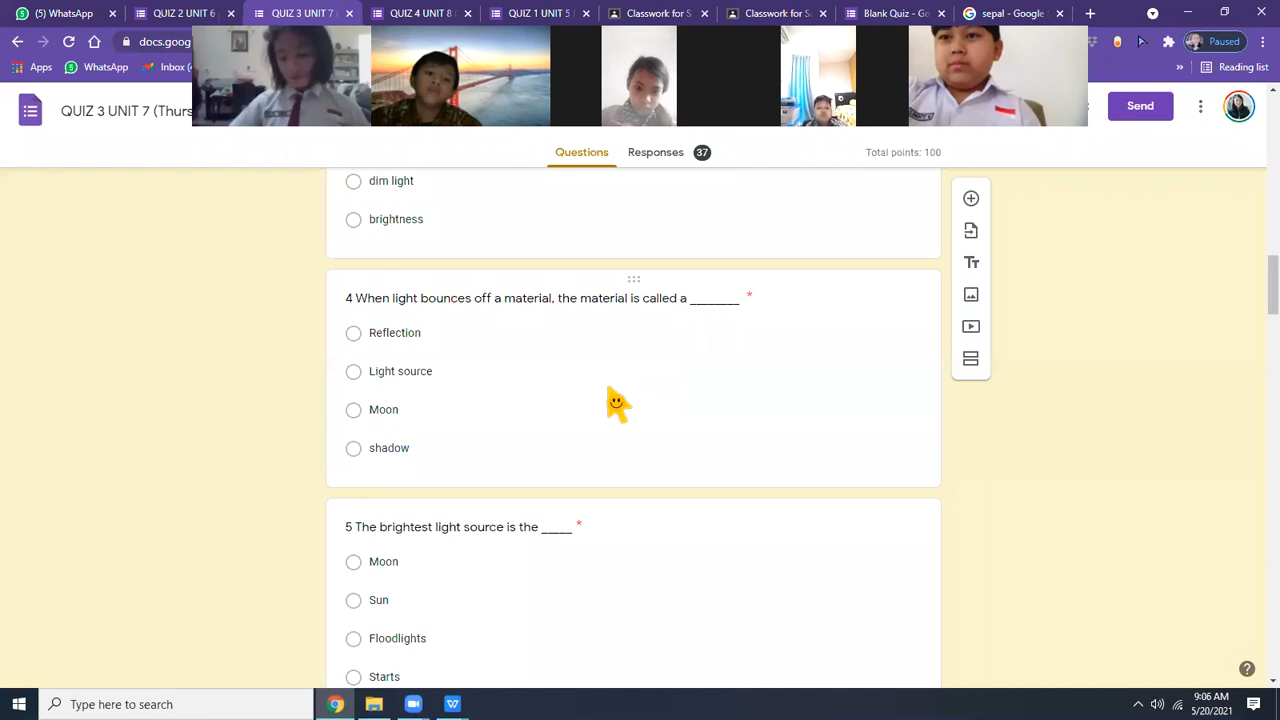 (5) WhatsApp
QUIZ 2 UNIT 6
QUIZ 3 UNIT 7 (
QUIZ 4 UNIT 8
QUIZ 1 UNIT 5
Classwork for S
Classwork for S
Blank Quiz - Go
sepal - Google
docs.goog
Paused
Apps
WhatsApp
Inbox (
Reading list
QUIZ 3 UNIT 7 (Thurs
Send
Questions
Responses 37
Total points: 100
dim light
brightness
4 When light bounces off a material, the material is called a ________ *
Reflection
Light source
Moon
shadow
5 The brightest light source is the _____ *
Moon
Sun
Floodlights
Starts
Type here to search
9:06 AM
5/20/2021